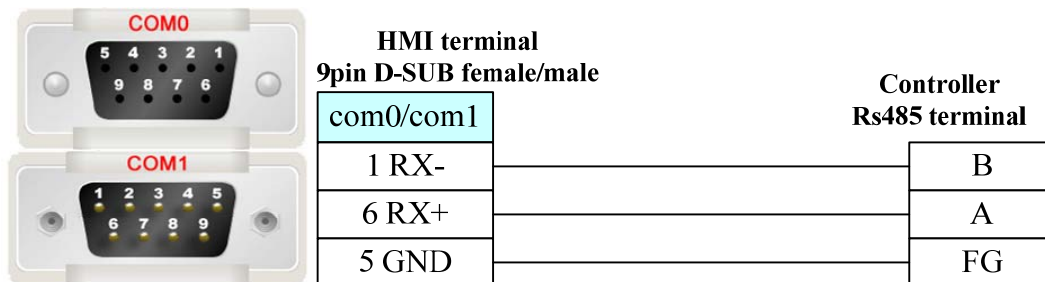 COM0
5 4 3 2 1
9 8 7 6
COM1
1 2 3 4 5
6 7 8 9
HMI terminal
9pin D-SUB female/male
Controller
Rs485 terminal
com0/com1
1 RX- B
6 RX+ A
5 GND FG